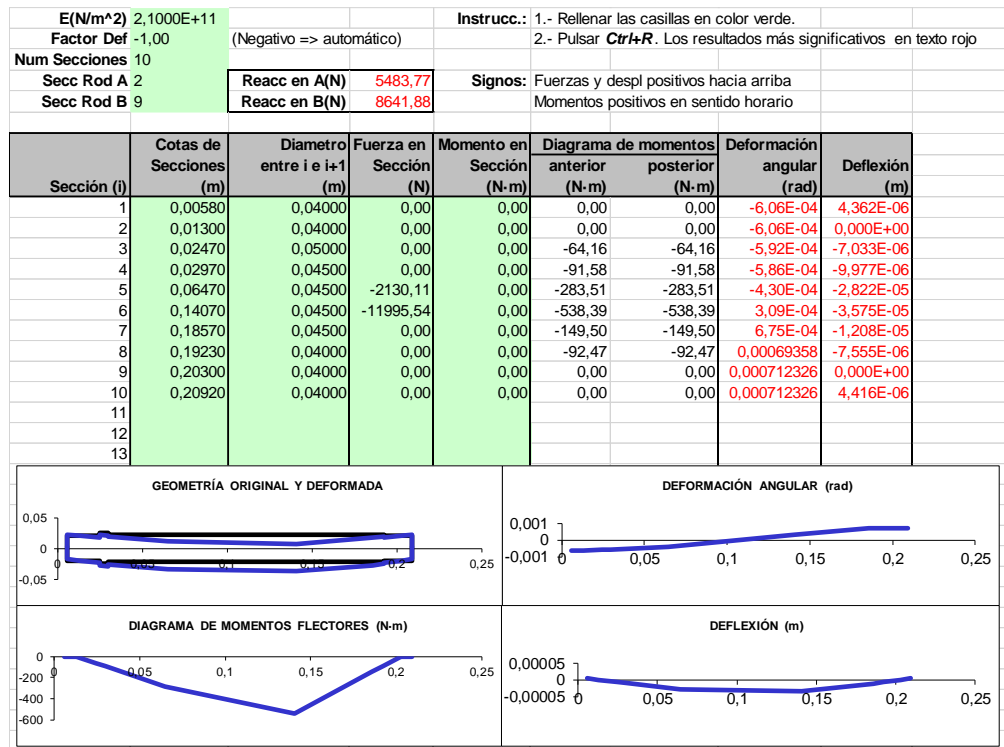 E(N/m^2) 2,1000E+11 Instrucc.: 1.- Rellenar las casillas en color verde.
Factor Def -1,00 (Negativo => automático) 2.- Pulsar Ctrl+R. Los resultados más significativos en texto rojo
Num Secciones 10
Secc Rod A 2 Reacc en A(N) 5483,77 Signos: Fuerzas y despl positivos hacia arriba
Secc Rod B 9 Reacc en B(N) 8641,88 Momentos positivos en sentido horario
Cotas de Diametro Fuerza en Momento en Diagrama de momentos Deformación
Secciones entre i e i+1 Sección Sección anterior posterior angular Deflexión
Sección (i) (m) (m) (N) (N·m) (N·m) (N·m) (rad) (m)
1 0,00580 0,04000 0,00 0,00 0,00 0,00 -6,06E-04 4,362E-06
2 0,01300 0,04000 0,00 0,00 0,00 0,00 -6,06E-04 0,000E+00
3 0,02470 0,05000 0,00 0,00 -64,16 -64,16 -5,92E-04 -7,033E-06
4 0,02970 0,04500 0,00 0,00 -91,58 -91,58 -5,86E-04 -9,977E-06
5 0,06470 0,04500 -2130,11 0,00 -283,51 -283,51 -4,30E-04 -2,822E-05
6 0,14070 0,04500 -11995,54 0,00 -538,39 -538,39 3,09E-04 -3,575E-05
7 0,18570 0,04500 0,00 0,00 -149,50 -149,50 6,75E-04 -1,208E-05
8 0,19230 0,04000 0,00 0,00 -92,47 -92,47 0,00069358 -7,555E-06
9 0,20300 0,04000 0,00 0,00 0,00 0,00 0,000712326 0,000E+00
10 0,20920 0,04000 0,00 0,00 0,00 0,00 0,000712326 4,416E-06
11
12
13
GEOMETRÍA ORIGINAL Y DEFORMADA
0,05
0
-0,05
0 0,05 0,1 0,15 0,2 0,25
DEFORMACIÓN ANGULAR (rad)
0,001
0
-0,001
0 0,05 0,1 0,15 0,2 0,25
DIAGRAMA DE MOMENTOS FLECTORES (N·m)
0
-200
-400
-600
0 0,05 0,1 0,15 0,2 0,25
DEFLEXIÓN (m)
0,00005
0
-0,00005
0 0,05 0,1 0,15 0,2 0,25